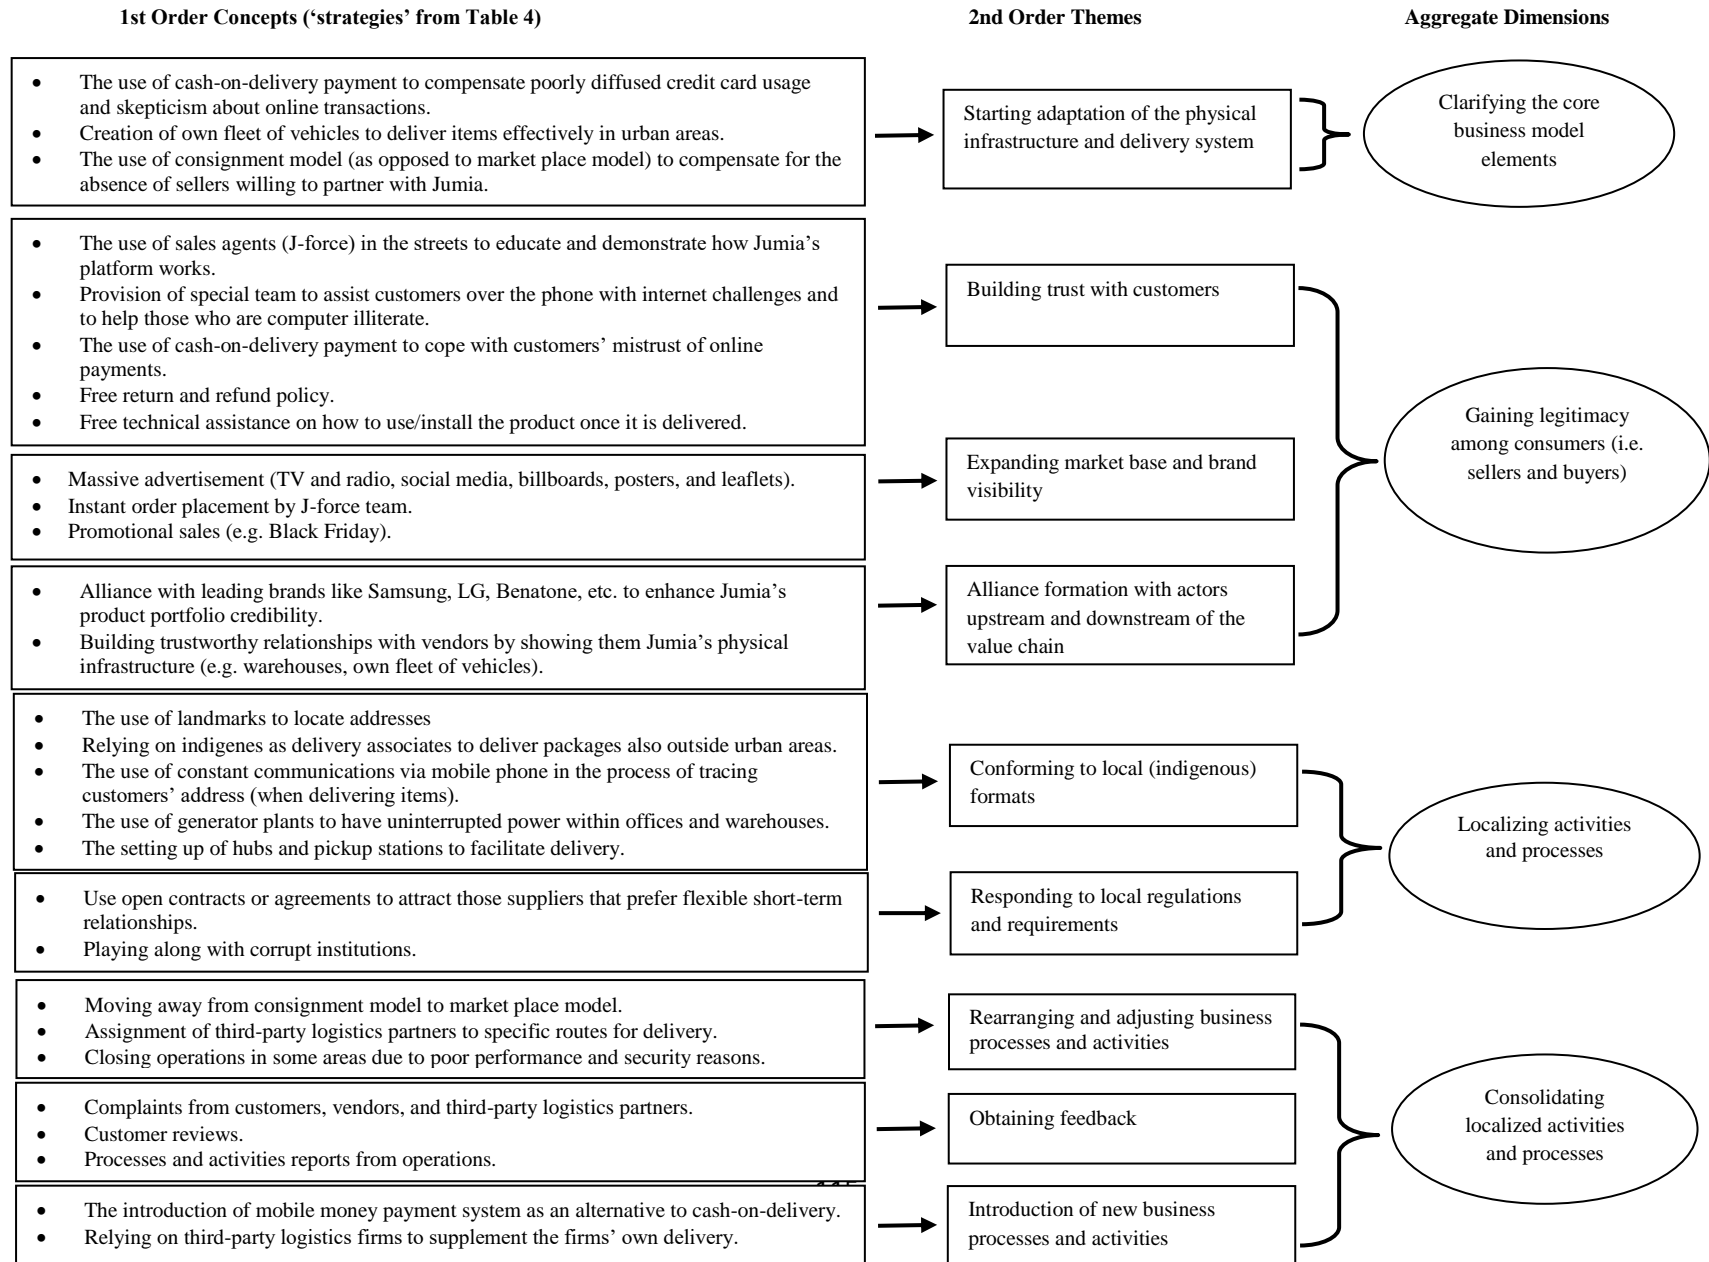 1st Order Concepts (‘strategies’ from Table 4)
2nd Order Themes
Aggregate Dimensions
• The use of cash-on-delivery payment to compensate poorly diffused credit card usage
and skepticism about online transactions.
• Creation of own fleet of vehicles to deliver items effectively in urban areas.
• The use of consignment model (as opposed to market place model) to compensate for the
absence of sellers willing to partner with Jumia.
Starting adaptation of the physical
infrastructure and delivery system
Clarifying the core
business model
elements
• The use of sales agents (J-force) in the streets to educate and demonstrate how Jumia’s
platform works.
• Provision of special team to assist customers over the phone with internet challenges and
to help those who are computer illiterate.
• The use of cash-on-delivery payment to cope with customers’ mistrust of online
payments.
• Free return and refund policy.
• Free technical assistance on how to use/install the product once it is delivered.
Building trust with customers
• Massive advertisement (TV and radio, social media, billboards, posters, and leaflets).
• Instant order placement by J-force team.
• Promotional sales (e.g. Black Friday).
Expanding market base and brand
visibility
Gaining legitimacy
among consumers (i.e.
sellers and buyers)
• Alliance with leading brands like Samsung, LG, Benatone, etc. to enhance Jumia’s
product portfolio credibility.
• Building trustworthy relationships with vendors by showing them Jumia’s physical
infrastructure (e.g. warehouses, own fleet of vehicles).
Alliance formation with actors
upstream and downstream of the
value chain
• The use of landmarks to locate addresses
• Relying on indigenes as delivery associates to deliver packages also outside urban areas.
• The use of constant communications via mobile phone in the process of tracing
customers’ address (when delivering items).
• The use of generator plants to have uninterrupted power within offices and warehouses.
• The setting up of hubs and pickup stations to facilitate delivery.
Conforming to local (indigenous)
formats
Localizing activities
and processes
• Use open contracts or agreements to attract those suppliers that prefer flexible short-term
relationships.
• Playing along with corrupt institutions.
Responding to local regulations
and requirements
• Moving away from consignment model to market place model.
• Assignment of third-party logistics partners to specific routes for delivery.
• Closing operations in some areas due to poor performance and security reasons.
Rearranging and adjusting business
processes and activities
• Complaints from customers, vendors, and third-party logistics partners.
• Customer reviews.
• Processes and activities reports from operations.
Obtaining feedback
Consolidating
localized activities
and processes
• The introduction of mobile money payment system as an alternative to cash-on-delivery.
• Relying on third-party logistics firms to supplement the firms’ own delivery.
Introduction of new business
processes and activities